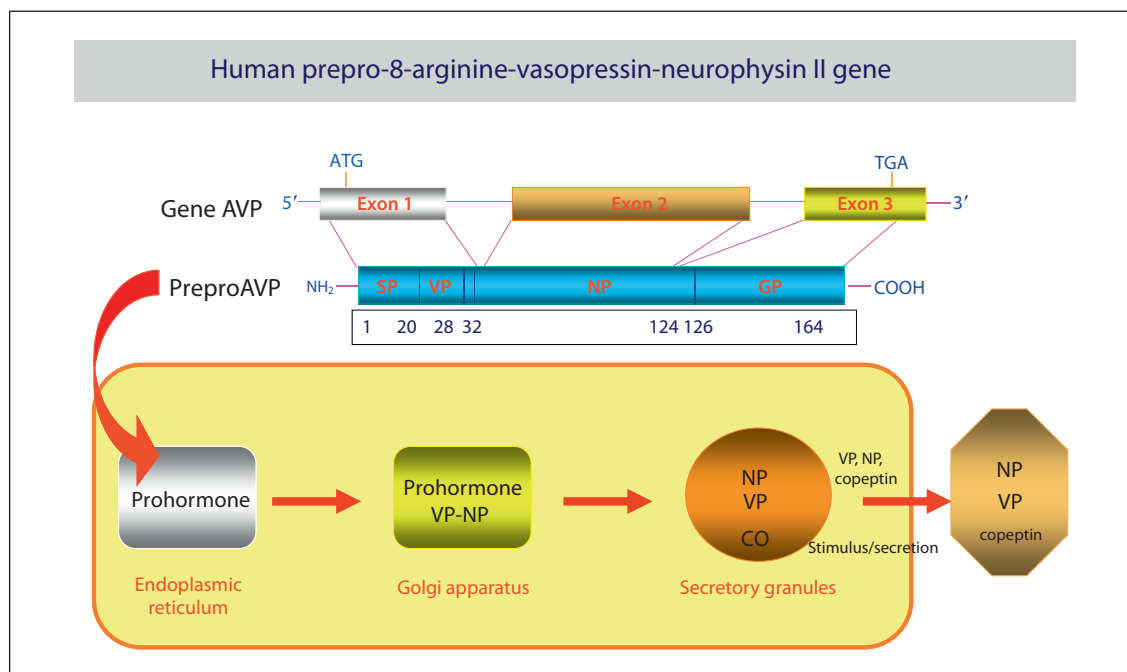 Human prepro-8-arginine-vasopressin-neurophysin II gene
ATG
TGA
Gene AVP 5′ Exon 1 Exon 2 Exon 3 3′
PreproAVP NH₂ SP VP NP GP COOH
1 20 28 32 124 126 164
Prohormone
Endoplasmic
reticulum
Prohormone
VP-NP
Golgi apparatus
NP
VP
CO
Secretory granules
VP, NP,
copeptin
Stimulus/secretion
NP
VP
copeptin